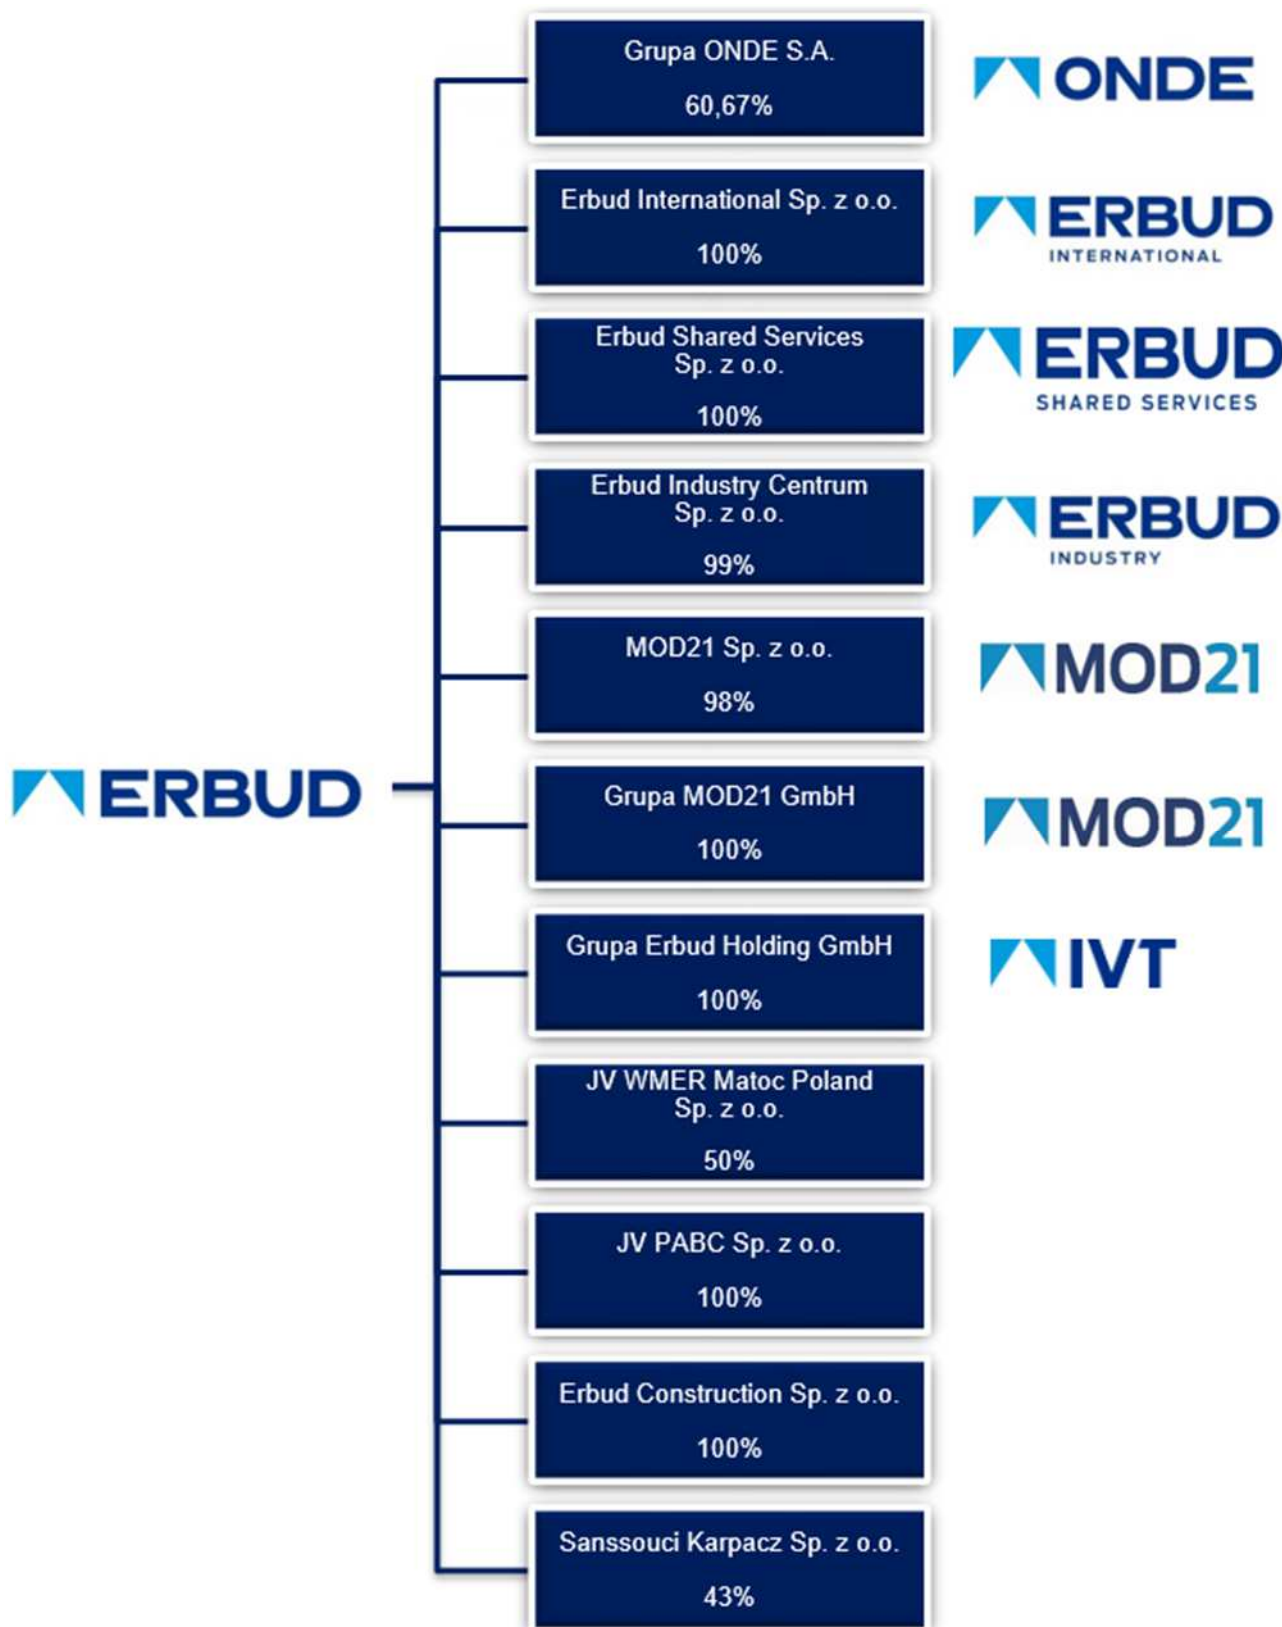 Grupa ONDE S.A.
60,67%
ONDE
Erbud International Sp. z o.o.
100%
ERBUD
INTERNATIONAL
Erbud Shared Services
Sp. z o.o.
100%
ERBUD
SHARED SERVICES
Erbud Industry Centrum
Sp. z o.o.
99%
ERBUD
INDUSTRY
MOD21 Sp. z o.o.
98%
MOD21
ERBUD
Grupa MOD21 GmbH
100%
MOD21
Grupa Erbud Holding GmbH
100%
IVT
JV WMER Matoc Poland
Sp. z o.o.
50%
JV PABC Sp. z o.o.
100%
Erbud Construction Sp. z o.o.
100%
Sanssouci Karpacz Sp. z o.o.
43%